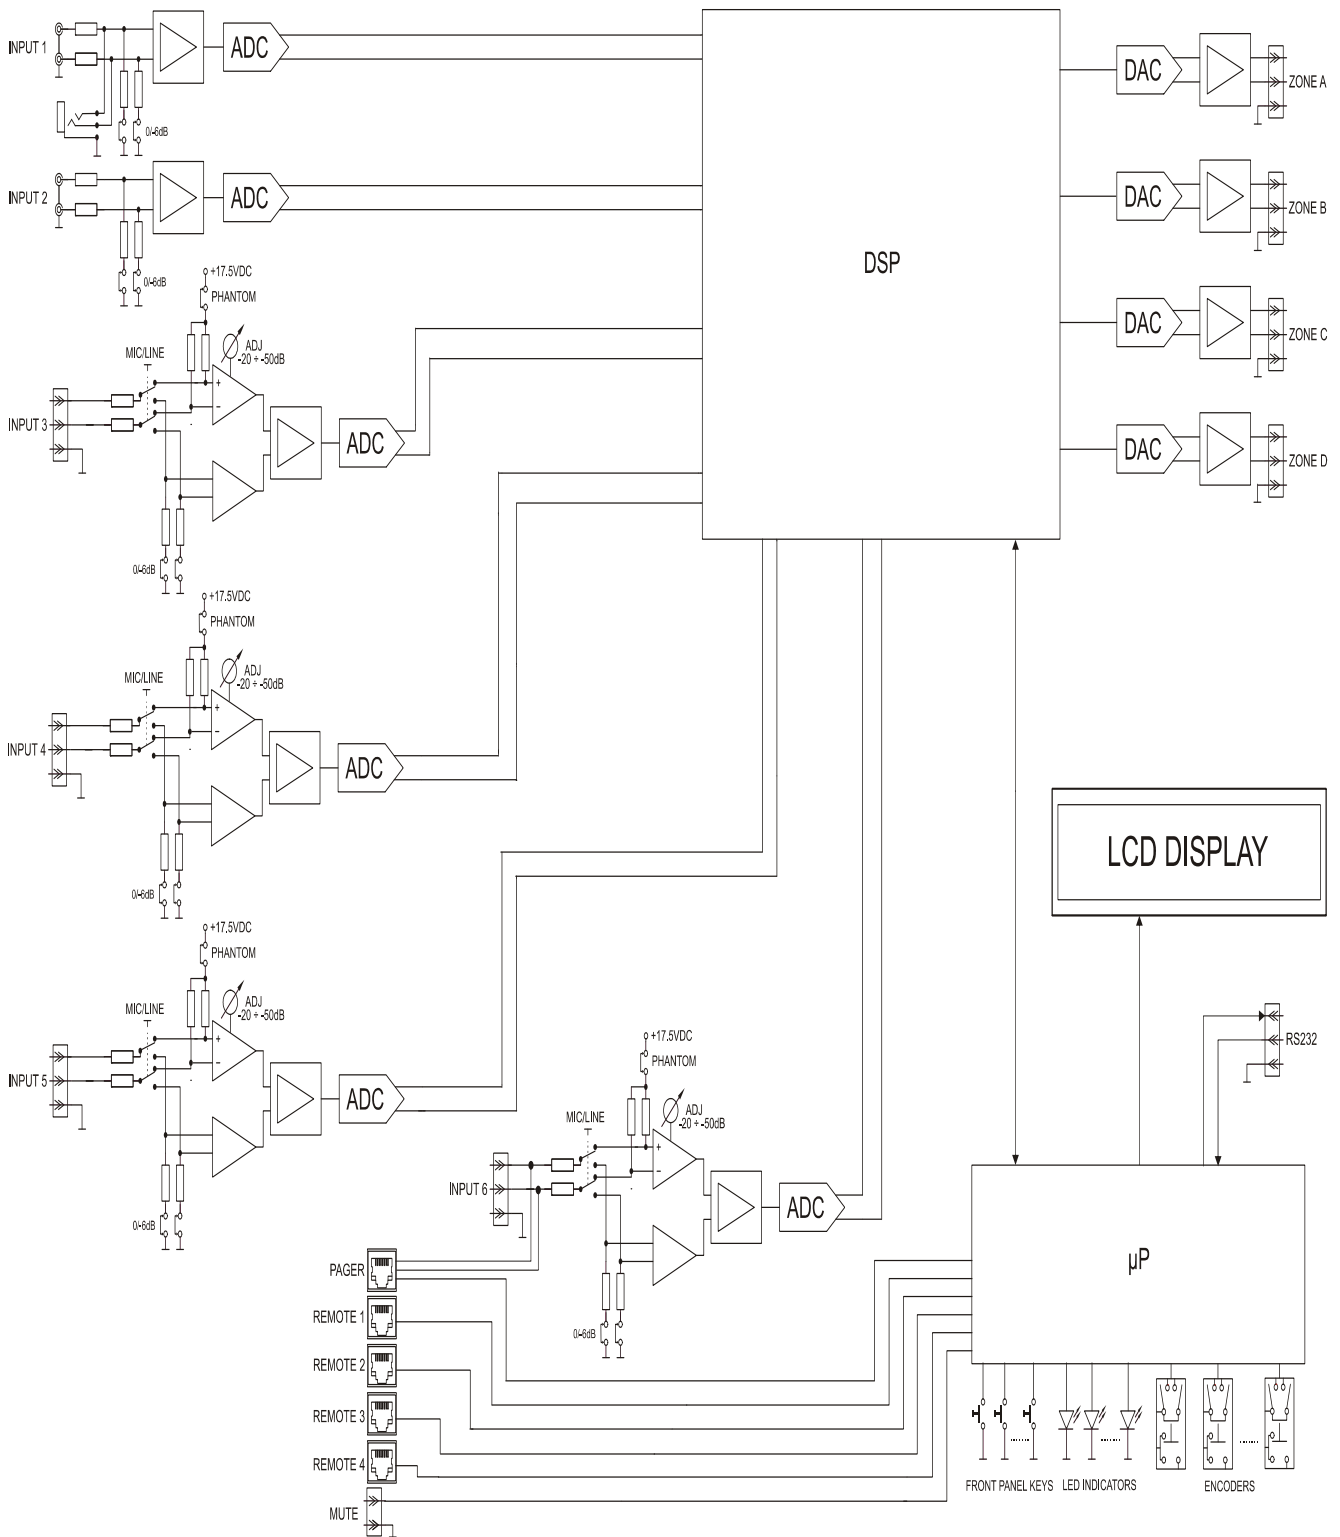 INPUT 1
ADC
0/-6dB
INPUT 2
ADC
0/-6dB
DSP
DAC
ZONE A
DAC
ZONE B
DAC
ZONE C
DAC
ZONE D
+17.5VDC
PHANTOM
MIC/LINE
ADJ
-20 ÷ -50dB
+
-
INPUT 3
ADC
0/-6dB
+17.5VDC
PHANTOM
MIC/LINE
ADJ
-20 ÷ -50dB
+
-
INPUT 4
ADC
0/-6dB
LCD DISPLAY
+17.5VDC
PHANTOM
MIC/LINE
ADJ
-20 ÷ -50dB
+
-
INPUT 5
ADC
0/-6dB
RS232
+17.5VDC
PHANTOM
MIC/LINE
ADJ
-20 ÷ -50dB
+
-
INPUT 6
ADC
0/-6dB
µP
PAGER
REMOTE 1
REMOTE 2
REMOTE 3
REMOTE 4
MUTE
FRONT PANEL KEYS
LED INDICATORS
ENCODERS